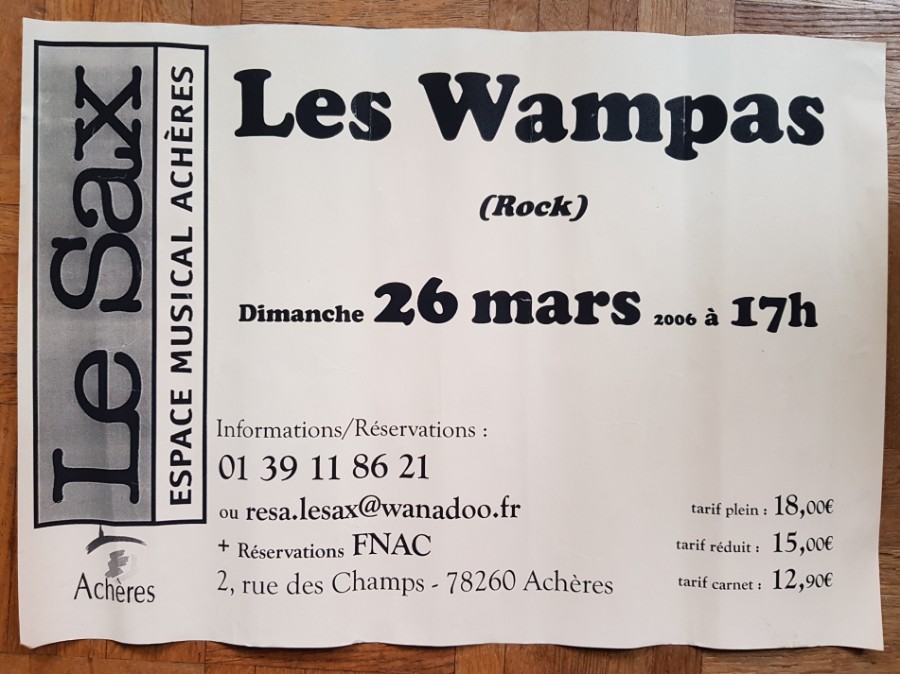 Le Sax
ESPACE MUSICAL ACHÈRES
Achères
Les Wampas
(Rock)
Dimanche 26 mars 2006 à 17h
Informations/Réservations :
01 39 11 86 21
ou resa.lesax@wanadoo.fr
+ Réservations FNAC
2, rue des Champs - 78260 Achères
tarif plein : 18,00€
tarif réduit : 15,00€
tarif carnet : 12,90€